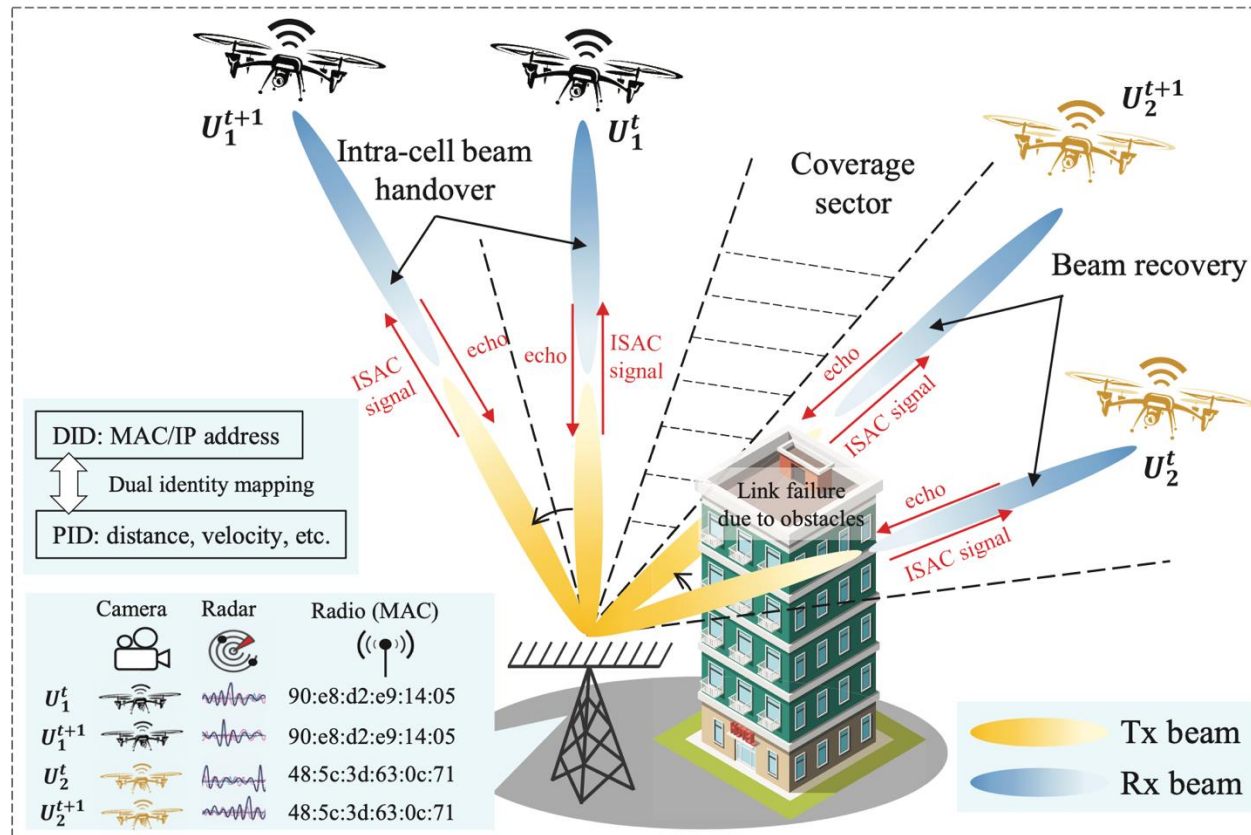 U_1^{t+1}
U_1^t
U_2^{t+1}
Intra-cell beam
handover
Coverage
sector
Beam recovery
echo
ISAC
signal
echo
ISAC
signal
echo
ISAC signal
U_2^t
echo
ISAC signal
Link failure
due to obstacles
DID: MAC/IP address
Dual identity mapping
PID: distance, velocity, etc.
Camera Radar Radio (MAC)
U_1^t 90:e8:d2:e9:14:05
U_1^{t+1} 90:e8:d2:e9:14:05
U_2^t 48:5c:3d:63:0c:71
U_2^{t+1} 48:5c:3d:63:0c:71
Tx beam
Rx beam